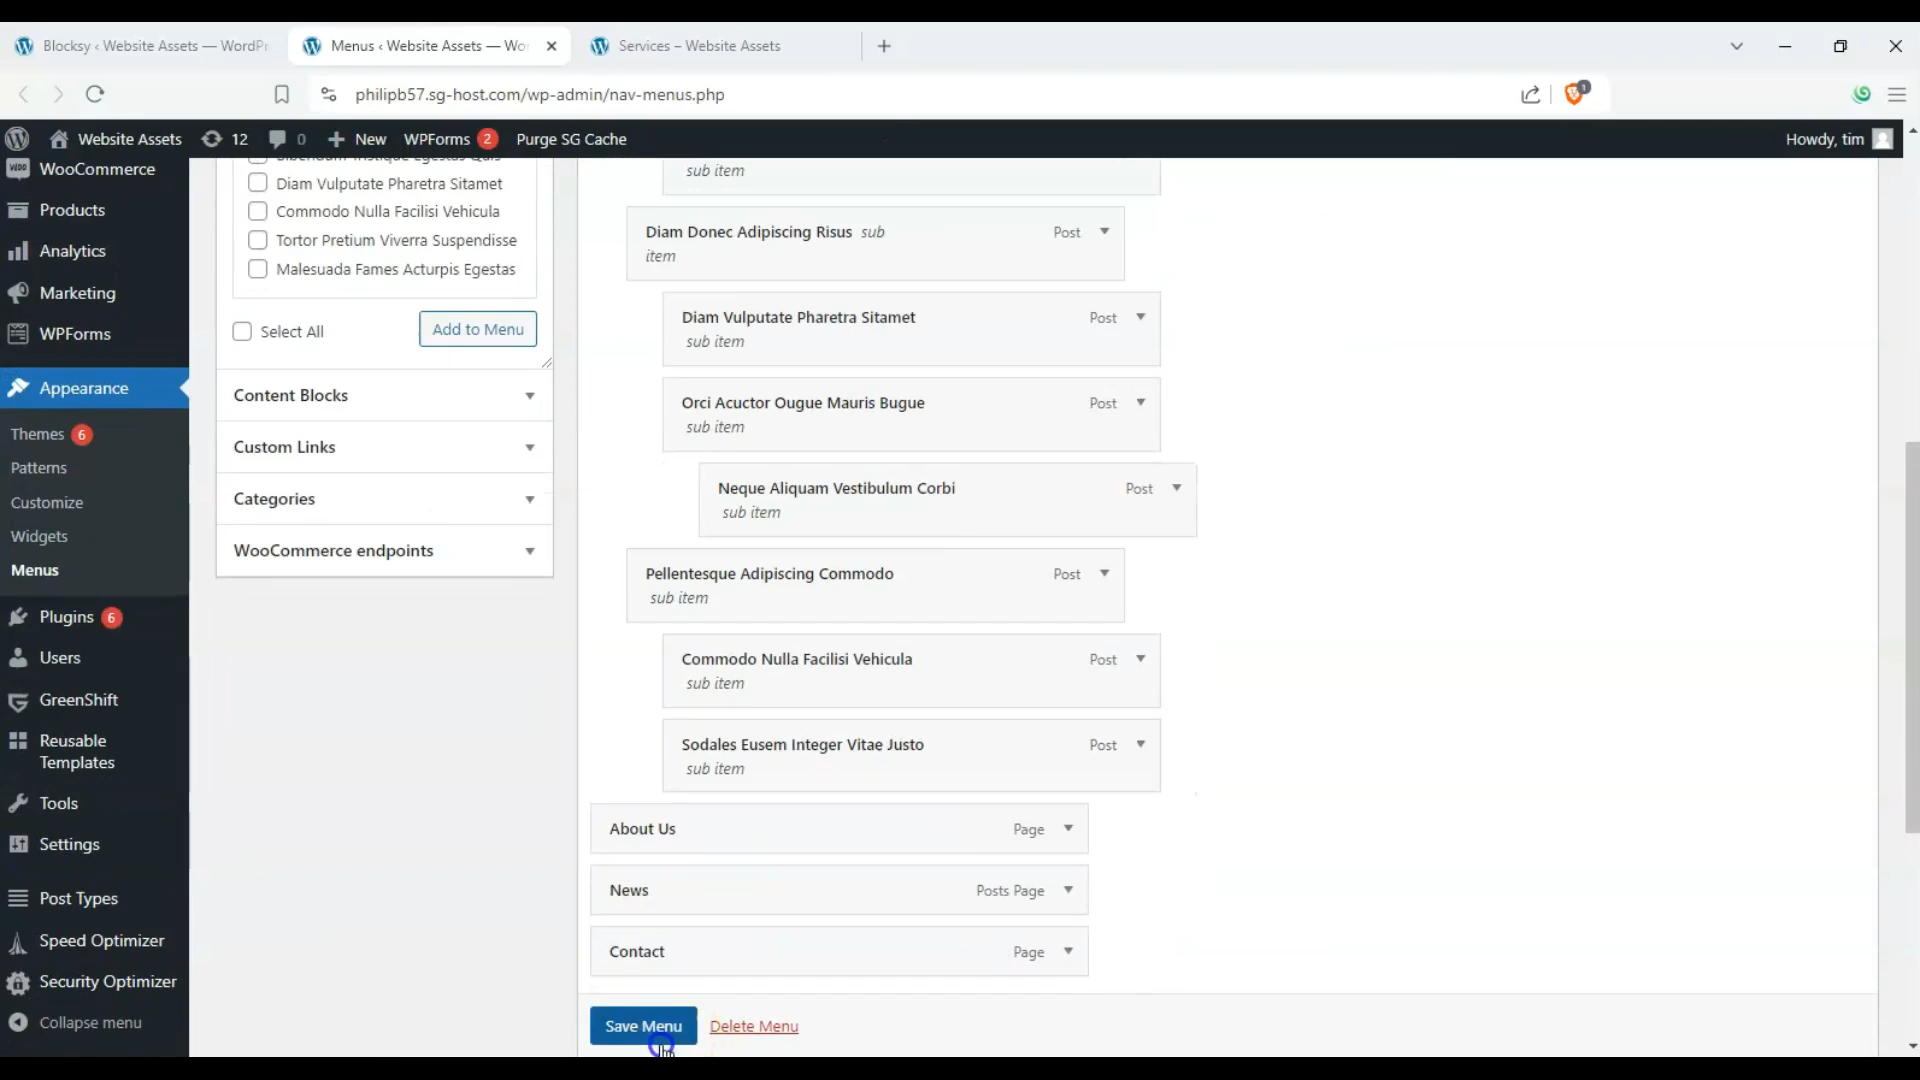 Blocksy ‹ Website Assets — WordPr
Menus ‹ Website Assets — Wo
Services – Website Assets
philipb57.sg-host.com/wp-admin/nav-menus.php
1
Website Assets
12
0
New
WPForms 2
Purge SG Cache
Howdy, tim
WooCommerce
Products
Analytics
Marketing
WPForms
Appearance
Themes 6
Patterns
Customize
Widgets
Menus
Plugins 6
Users
GreenShift
Reusable
Templates
Tools
Settings
Post Types
Speed Optimizer
Security Optimizer
Collapse menu
Bibendum Tristique Egestas Quis
Diam Vulputate Pharetra Sitamet
Commodo Nulla Facilisi Vehicula
Tortor Pretium Viverra Suspendisse
Malesuada Fames Acturpis Egestas
Select All
Add to Menu
Content Blocks
Custom Links
Categories
WooCommerce endpoints
sub item
Diam Donec Adipiscing Risus sub
item
Post
Diam Vulputate Pharetra Sitamet
sub item
Post
Orci Acuctor Ougue Mauris Bugue
sub item
Post
Neque Aliquam Vestibulum Corbi
sub item
Post
Pellentesque Adipiscing Commodo
sub item
Post
Commodo Nulla Facilisi Vehicula
sub item
Post
Sodales Eusem Integer Vitae Justo
sub item
Post
About Us
Page
News
Posts Page
Contact
Page
Save Menu
Delete Menu